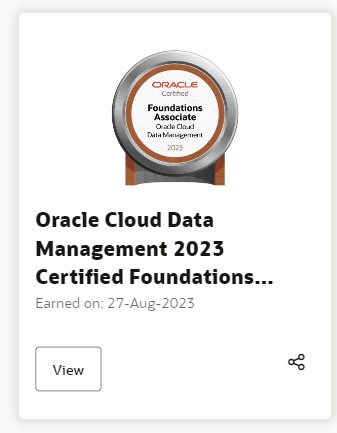 ORACLE
Certified
Foundations
Associate
Oracle Cloud
Data Management
2023
Oracle Cloud Data
Management 2023
Certified Foundations...
Earned on: 27-Aug-2023
View